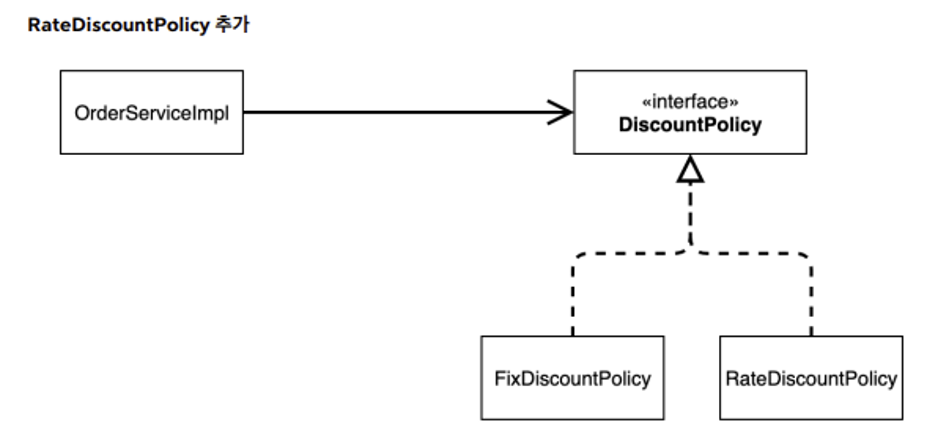 RateDiscountPolicy 추가
OrderServiceImpl
«interface»
DiscountPolicy
FixDiscountPolicy
RateDiscountPolicy